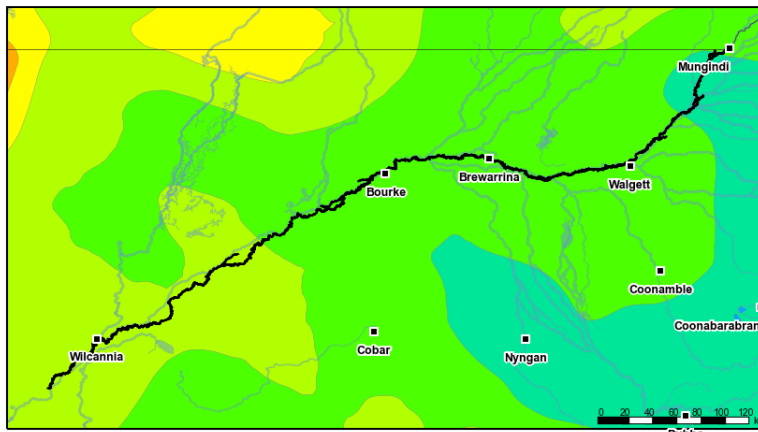 Mungindi
Brewarrina
Bourke
Walgett
Coonamble
Coonabarabran
Wilcannia
Cobar
Nyngan
0 20 40 60 80 100 120